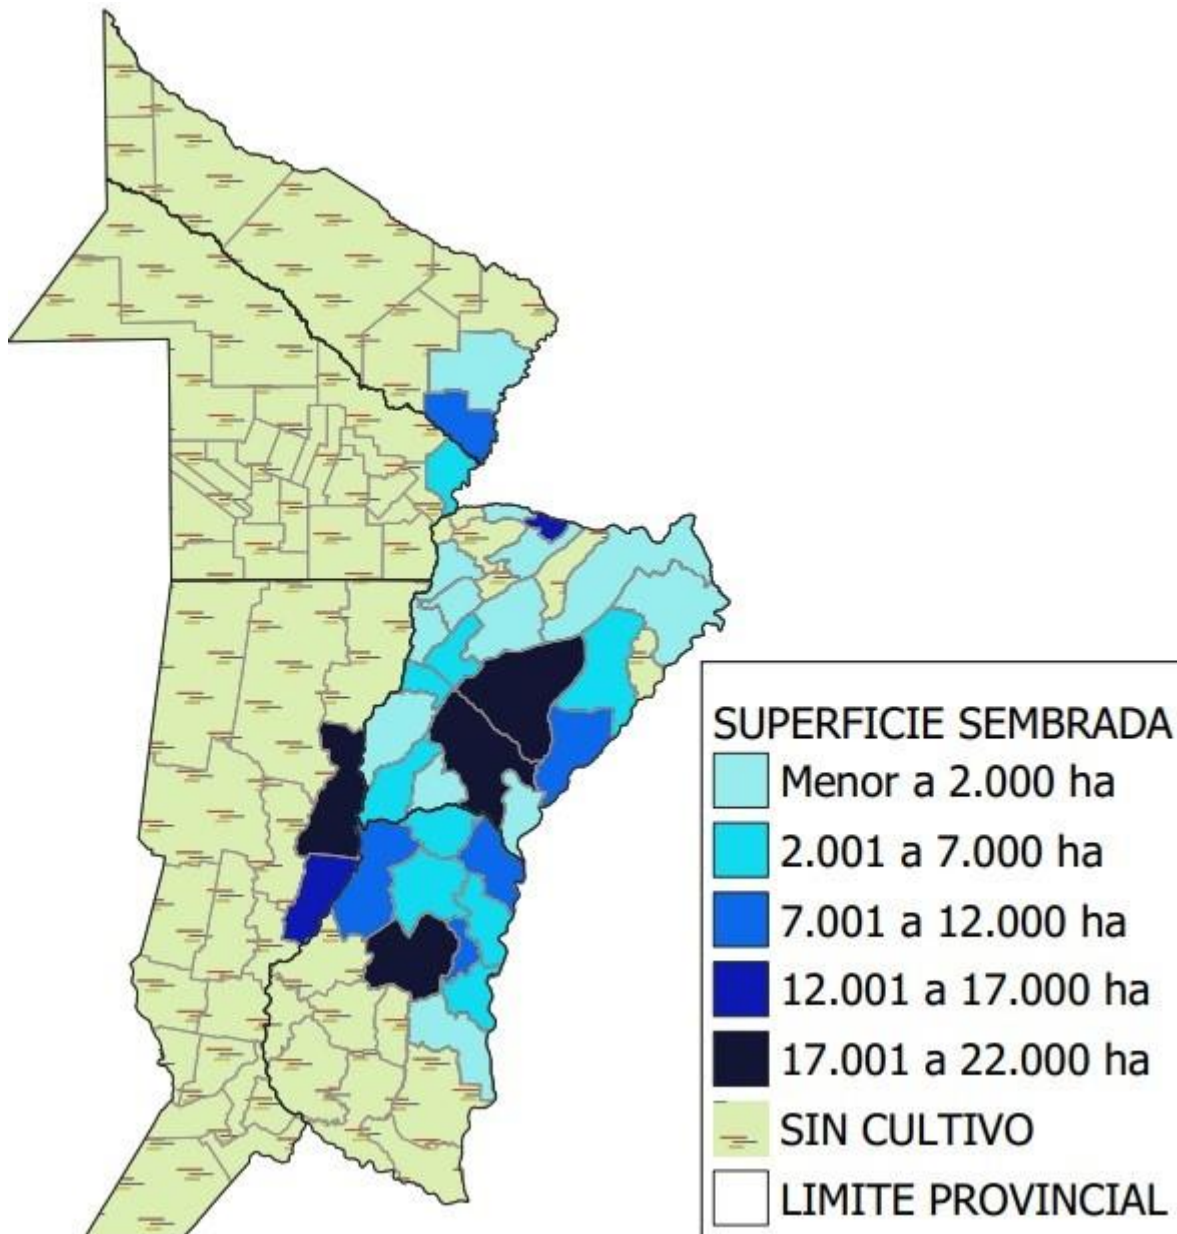 SUPERFICIE SEMBRADA
Menor a 2.000 ha
2.001 a 7.000 ha
7.001 a 12.000 ha
12.001 a 17.000 ha
17.001 a 22.000 ha
SIN CULTIVO
LIMITE PROVINCIAL